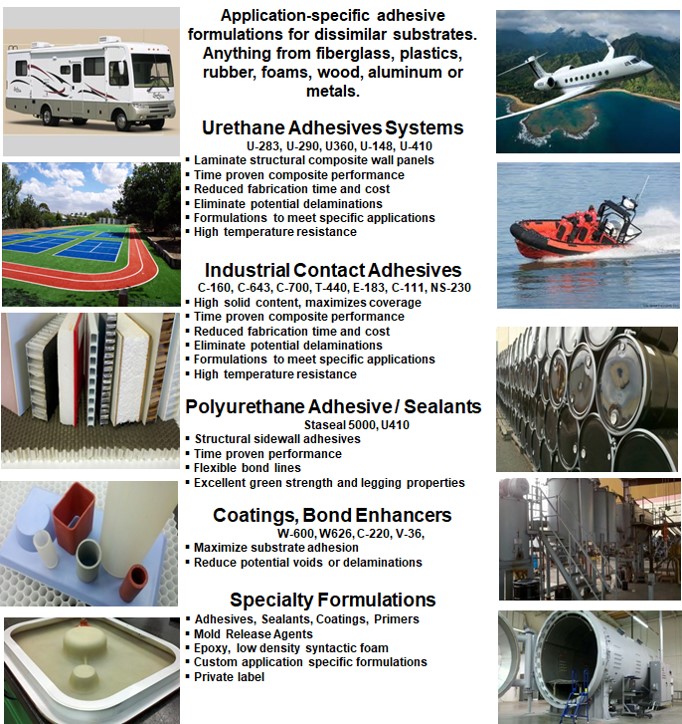 Application-specific adhesive
formulations for dissimilar substrates.
Anything from fiberglass, plastics,
rubber, foams, wood, aluminum or
metals.
Urethane Adhesives Systems
U-283, U-290, U360, U-148, U-410
▪ Laminate structural composite wall panels
▪ Time proven composite performance
▪ Reduced fabrication time and cost
▪ Eliminate potential delaminations
▪ Formulations to meet specific applications
▪ High temperature resistance
Industrial Contact Adhesives
C-160, C-643, C-700, T-440, E-183, C-111, NS-230
▪ High solid content, maximizes coverage
▪ Time proven composite performance
▪ Reduced fabrication time and cost
▪ Eliminate potential delaminations
▪ Formulations to meet specific applications
▪ High temperature resistance
Polyurethane Adhesive / Sealants
Staseal 5000, U410
▪ Structural sidewall adhesives
▪ Time proven performance
▪ Flexible bond lines
▪ Excellent green strength and legging properties
Coatings, Bond Enhancers
W-600, W626, C-220, V-36,
▪ Maximize substrate adhesion
▪ Reduce potential voids or delaminations
Specialty Formulations
▪ Adhesives, Sealants, Coatings, Primers
▪ Mold Release Agents
▪ Epoxy, low density syntactic foam
▪ Custom application specific formulations
▪ Private label